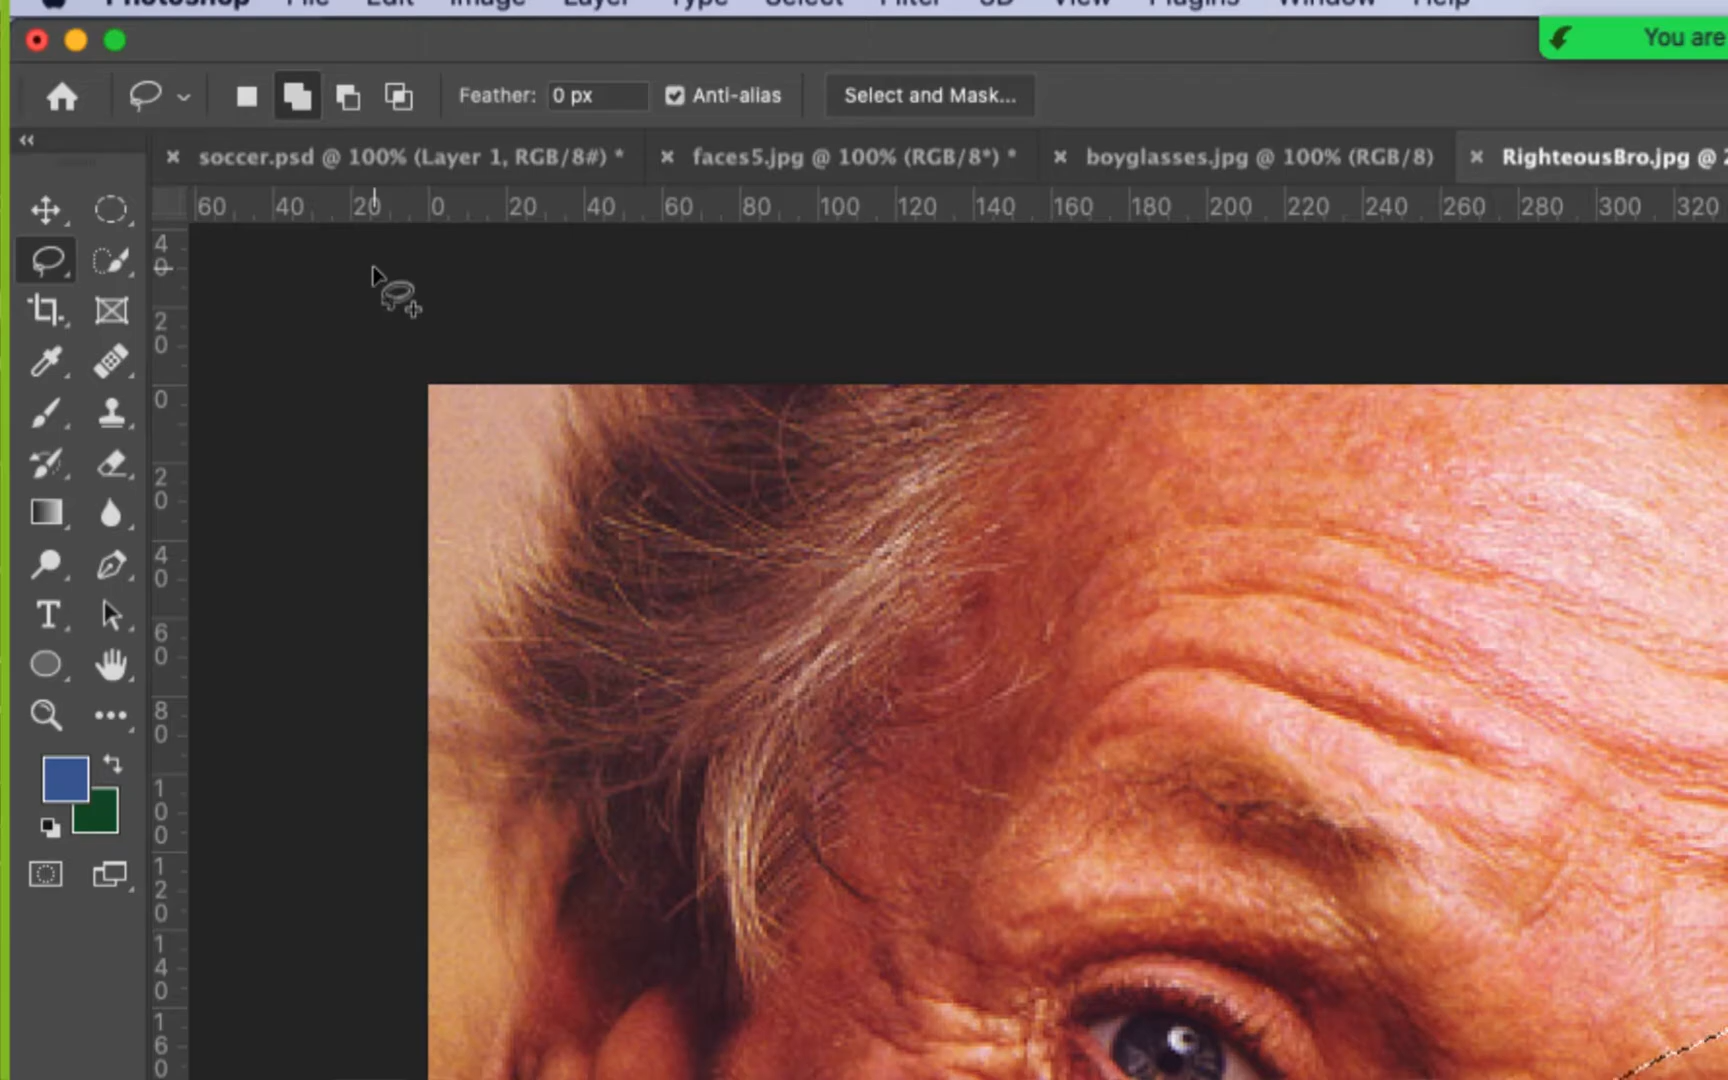 Photoshop File Edit Image Layer Type Select Filter 3D View Plugins Window Help
You are
Feather: 0 px Anti-alias Select and Mask...
soccer.psd @ 100% (Layer 1, RGB/8#) * faces5.jpg @ 100% (RGB/8*) * boyglasses.jpg @ 100% (RGB/8) RighteousBro.jpg @ 2
60 40 20 0 20 40 60 80 100 120 140 160 180 200 220 240 260 280 300 320
40
20
0
20
40
60
80
100
120
140
160
T